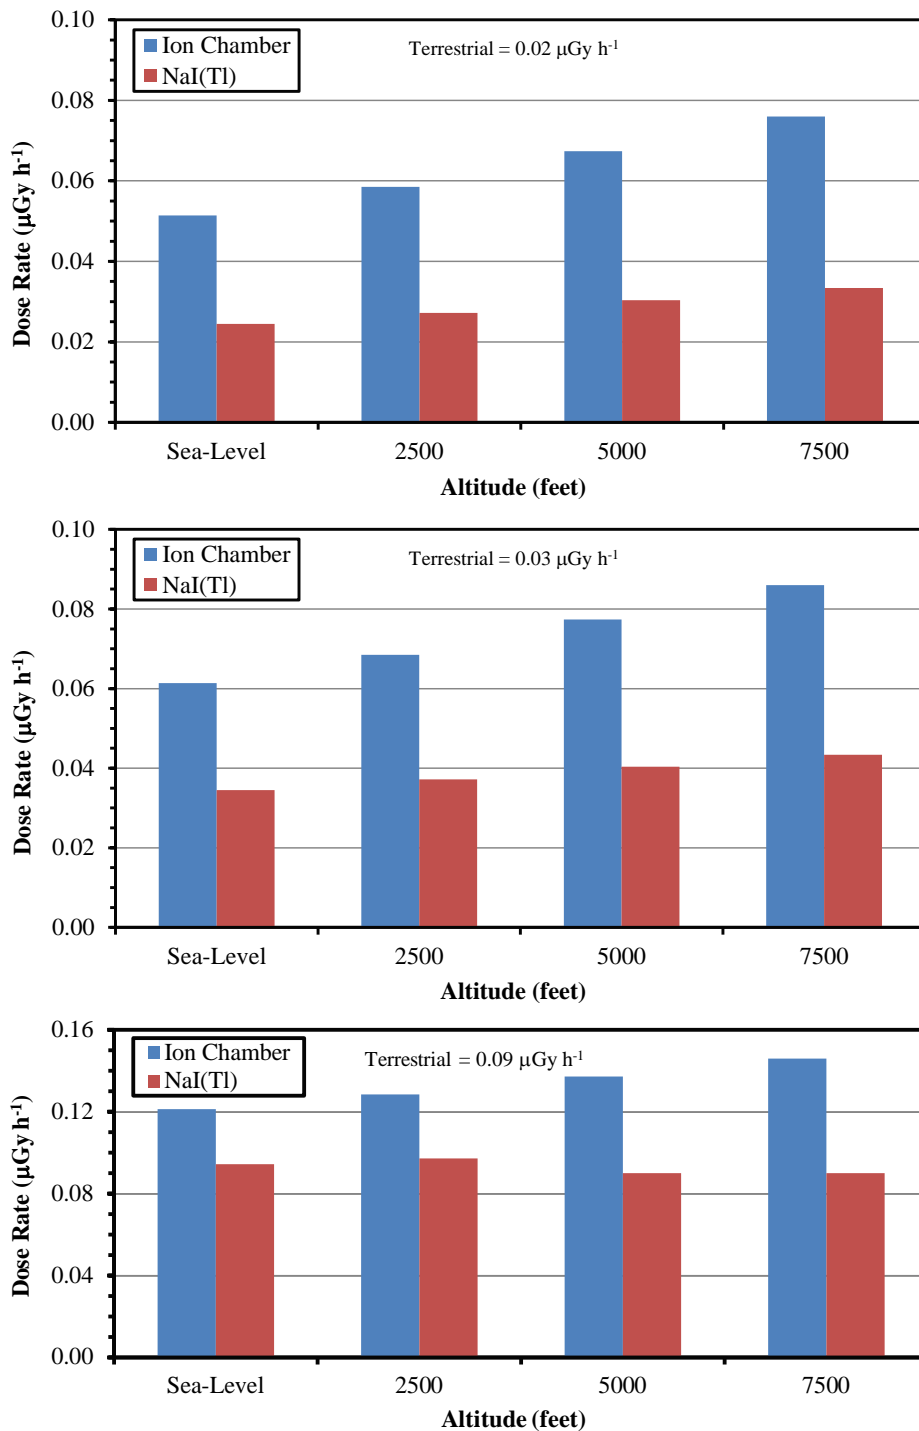 0.10
Ion Chamber
NaI(Tl)
Terrestrial = 0.02 μGy h-1
0.08
0.06
0.04
0.02
0.00
Dose Rate (μGy h-1)
Sea-Level 2500 5000 7500
Altitude (feet)
0.10
Ion Chamber
NaI(Tl)
Terrestrial = 0.03 μGy h-1
0.08
0.06
0.04
0.02
0.00
Dose Rate (μGy h-1)
Sea-Level 2500 5000 7500
Altitude (feet)
0.16
Ion Chamber
NaI(Tl)
Terrestrial = 0.09 μGy h-1
0.12
0.08
0.04
0.00
Dose Rate (μGy h-1)
Sea-Level 2500 5000 7500
Altitude (feet)